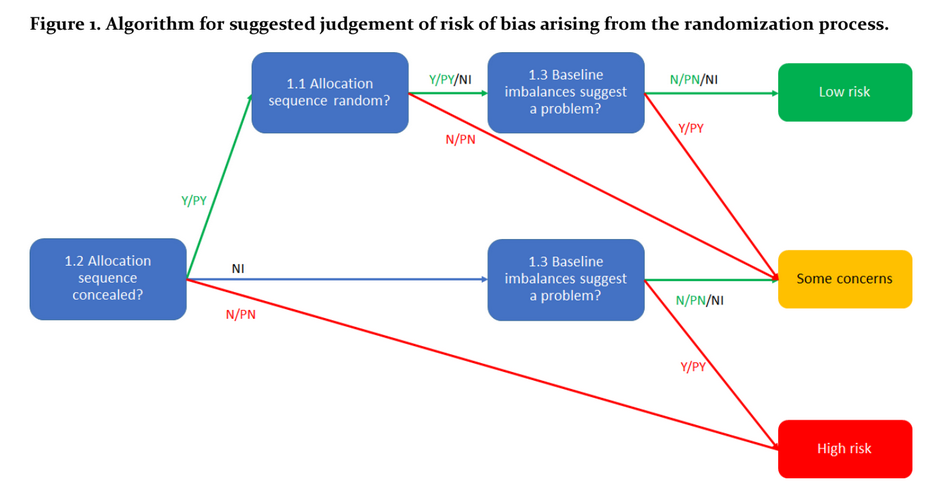 Figure 1. Algorithm for suggested judgement of risk of bias arising from the randomization process.
1.1 Allocation
sequence random?
Y/PY/NI
1.3 Baseline
imbalances suggest
a problem?
N/PN/NI
Low risk
N/PN
Y/PY
Y/PY
1.2 Allocation
sequence
concealed?
NI
1.3 Baseline
imbalances suggest
a problem?
N/PN/NI
Some concerns
N/PN
Y/PY
High risk